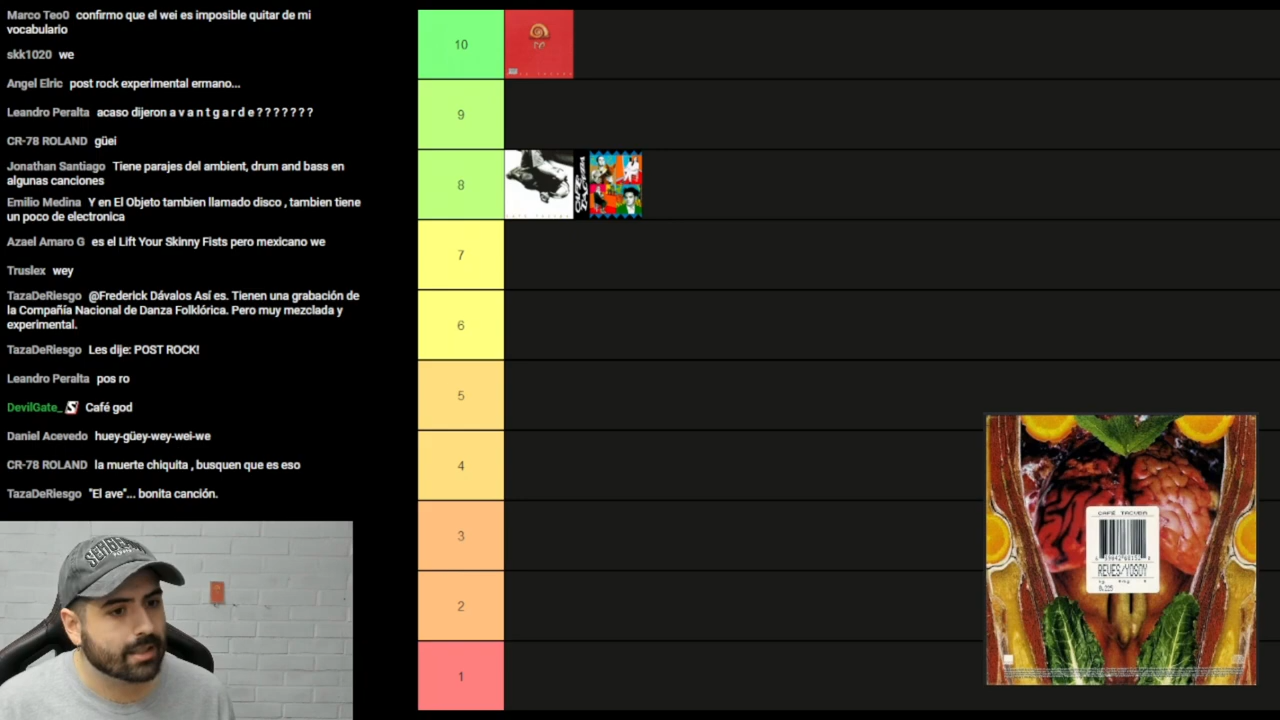 Marco Teo0 confirmo que el wei es imposible quitar de mi
vocabulario
skk1020 we
Angel Elric post rock experimental ermano...
Leandro Peralta acaso dijeron a v a n t g a r d e ? ? ? ? ? ? ?
CR-78 ROLAND güei
Jonathan Santiago Tiene parajes del ambient, drum and bass en
algunas canciones
Emilio Medina Y en El Objeto tambien llamado disco , tambien tiene
un poco de electronica
Azael Amaro G es el Lift Your Skinny Fists pero mexicano we
Truslex wey
TazaDeRiesgo @Frederick Dávalos Así es. Tienen una grabación de
la Compañía Nacional de Danza Folklórica. Pero muy mezclada y
experimental.
TazaDeRiesgo Les dije: POST ROCK!
Leandro Peralta pos ro
DevilGate_ S Café god
Daniel Acevedo huey-güey-wey-wei-we
CR-78 ROLAND la muerte chiquita , busquen que es eso
TazaDeRiesgo "El ave"... bonita canción.
10
9
8
7
6
5
4
3
2
1
CAFÉ TACUBA
CAFÉ TACVBA
REVES/YOSOY